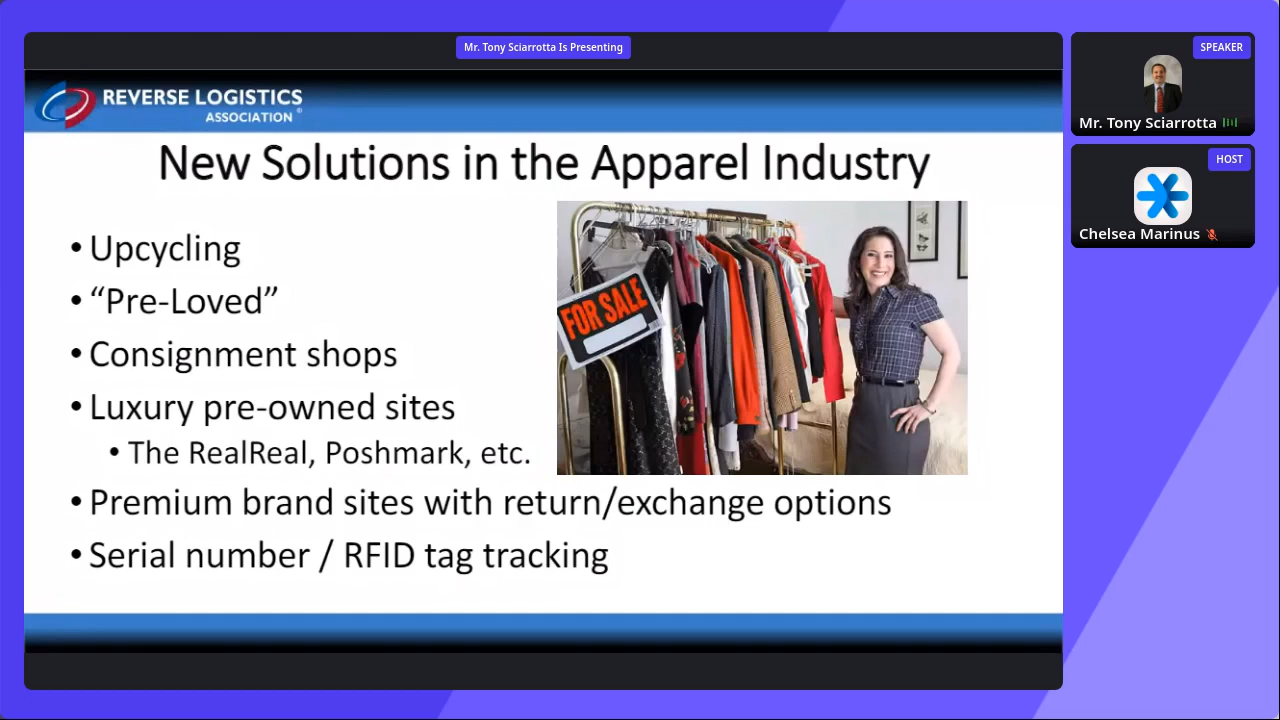 Mr. Tony Sciarrotta Is Presenting
SPEAKER
Mr. Tony Sciarrotta
HOST
Chelsea Marinus
REVERSE LOGISTICS
ASSOCIATION
New Solutions in the Apparel Industry
• Upcycling
• “Pre-Loved”
• Consignment shops
• Luxury pre-owned sites
• The RealReal, Poshmark, etc.
• Premium brand sites with return/exchange options
• Serial number / RFID tag tracking
FOR SALE